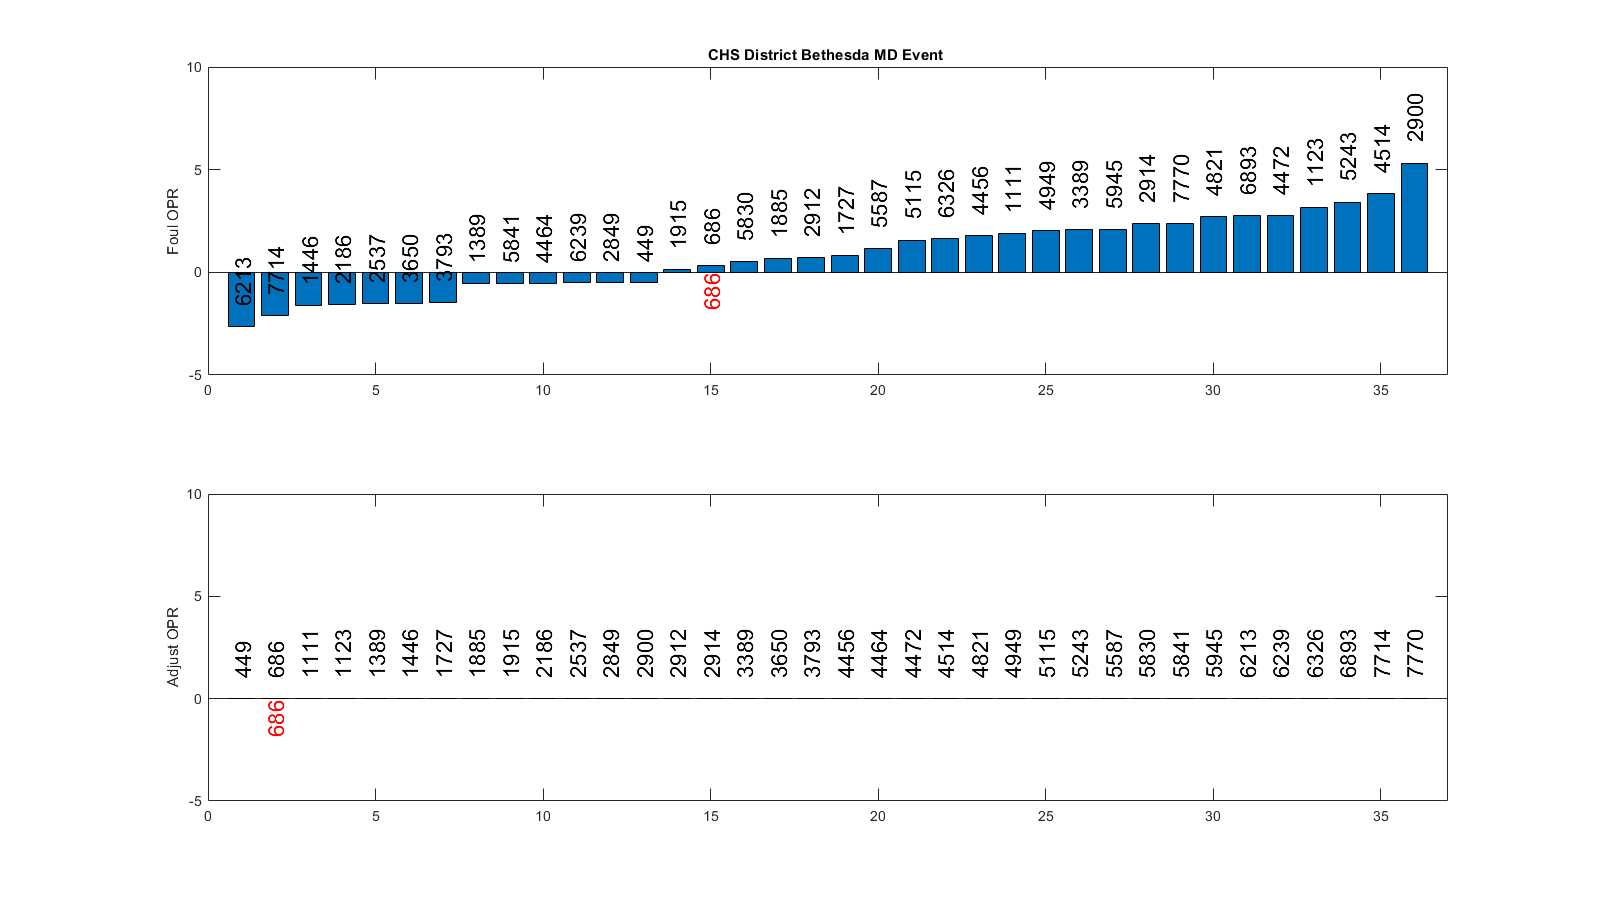 CHS District Bethesda MD Event
Foul OPR
10
5
0
-5
6213 7714 1446 2186 2537 3650 3793 1389 5841 4464 6239 2849 449 1915 686 5830 1885 2912 1727 5587 5115 6326 4456 1111 4949 3389 5945 2914 7770 4821 6893 4472 1123 5243 4514 2900
686
0 5 10 15 20 25 30 35
Adjust OPR
10
5
0
-5
449 686 1111 1123 1389 1446 1727 1885 1915 2186 2537 2849 2900 2912 2914 3389 3650 3793 4456 4464 4472 4514 4821 4949 5115 5243 5587 5830 5841 5945 6213 6239 6326 6893 7714 7770
686
0 5 10 15 20 25 30 35